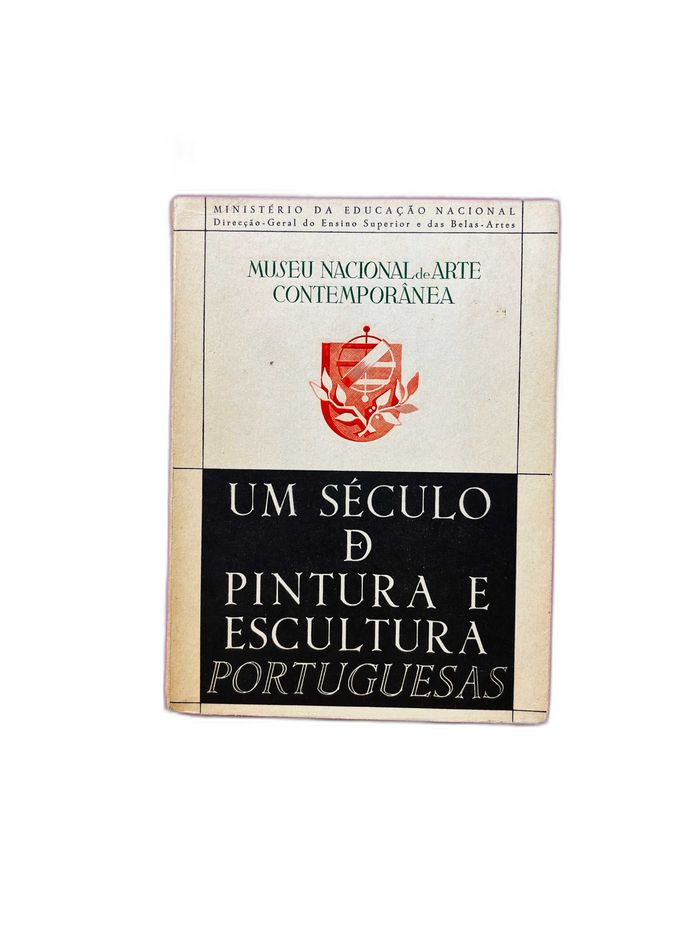 MINISTÉRIO DA EDUCAÇÃO NACIONAL
Direcção-Geral do Ensino Superior e das Belas-Artes
MUSEU NACIONAL de ARTE
CONTEMPORÂNEA
UM SÉCULO
DE
PINTURA E
ESCULTURA
PORTUGUESAS